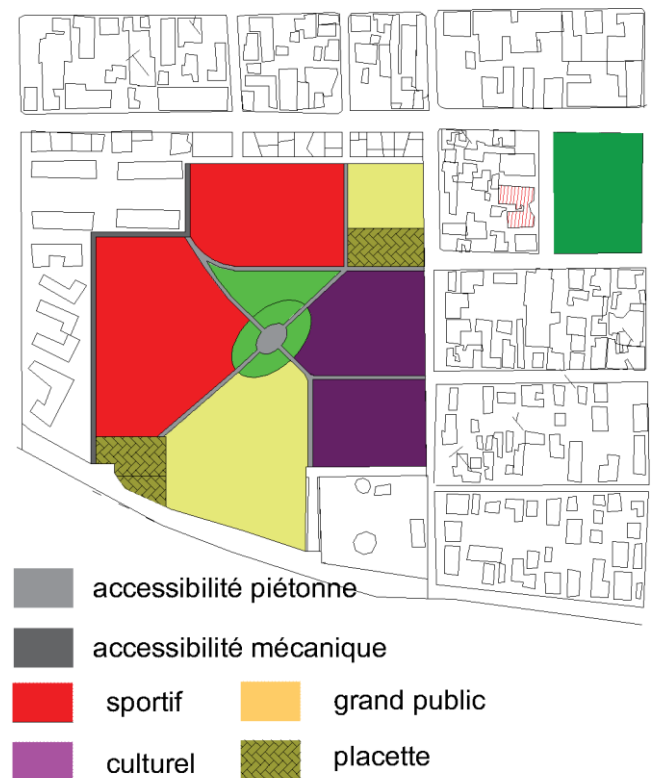 accessibilité piétonne
accessibilité mécanique
sportif
grand public
culturel
placette